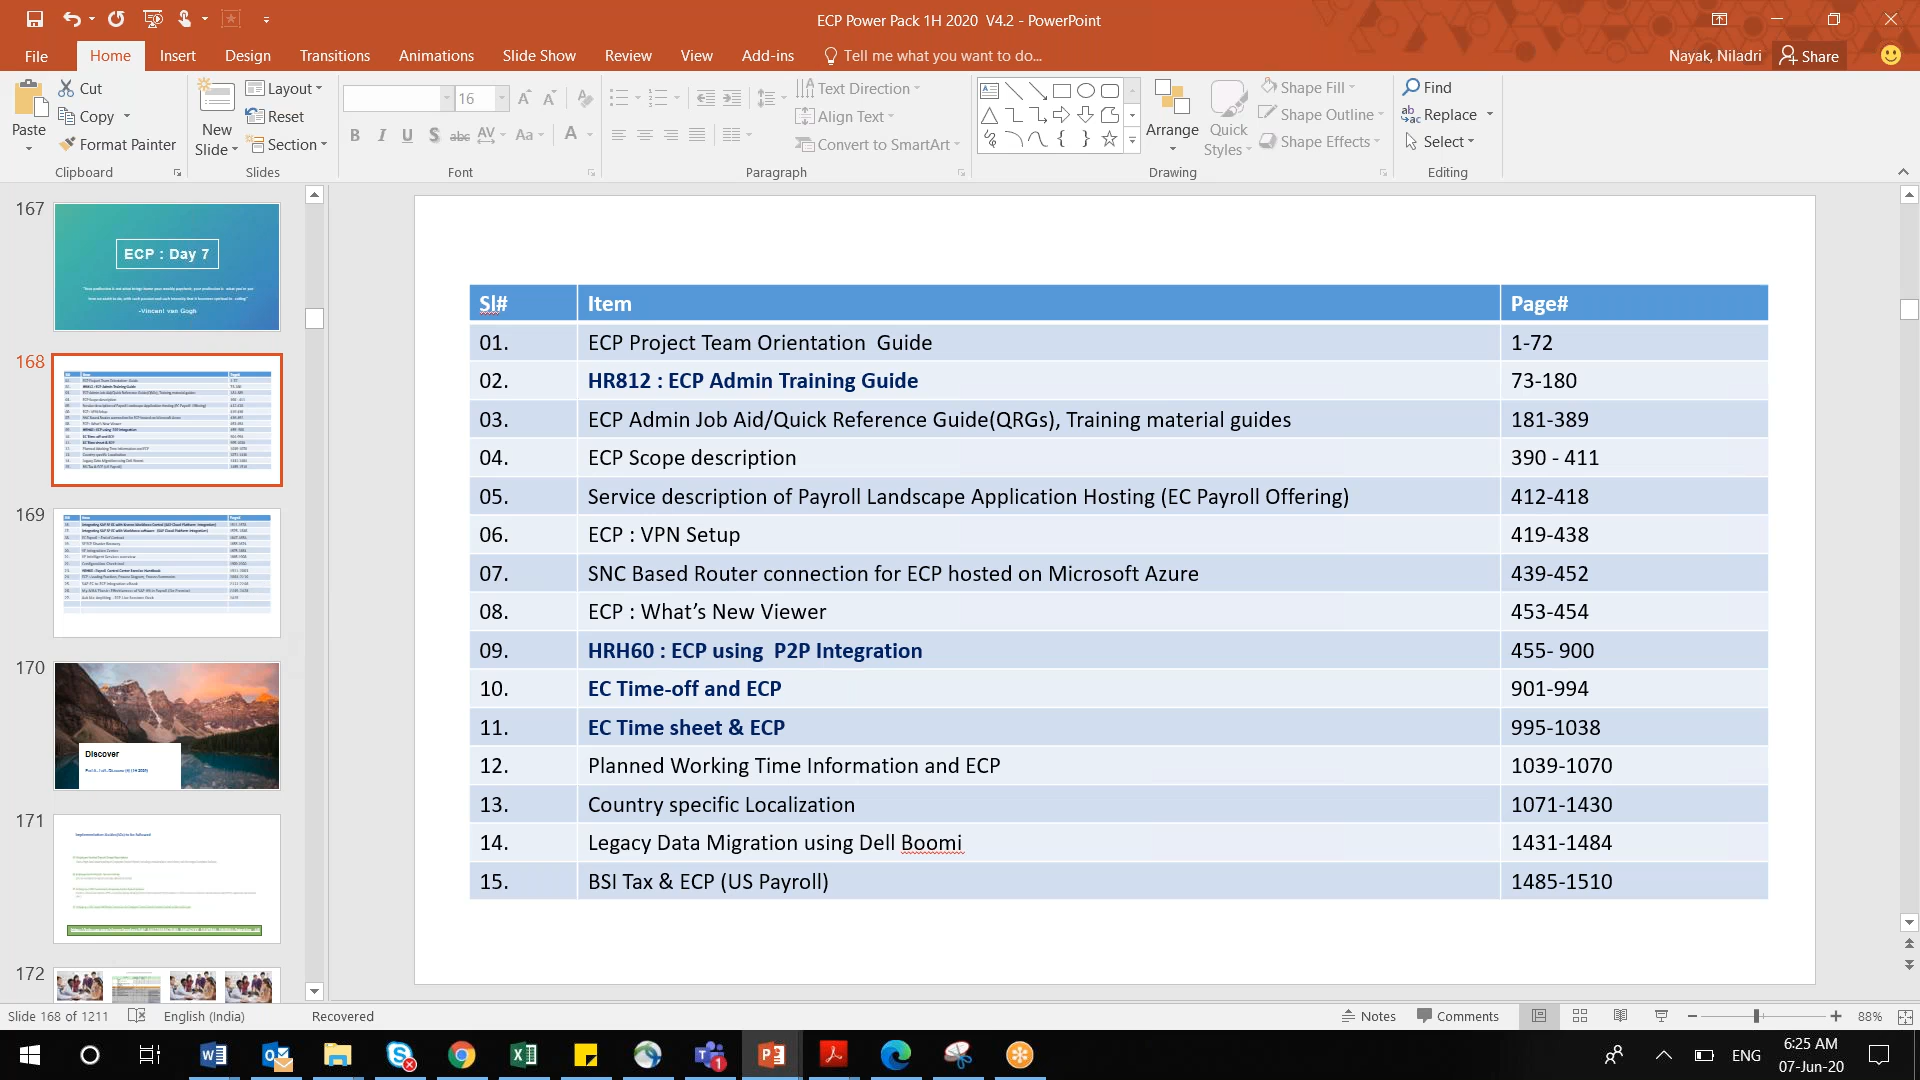 ECP Power Pack 1H 2020 V4.2 - PowerPoint
File Home Insert Design Transitions Animations Slide Show Review View Add-ins Tell me what you want to do... Nayak, Niladri Share
Paste
Cut
Copy
Format Painter
Clipboard
New Slide
Layout
Reset
Section
Slides
16
B I U S abc AV Aa A
Font
Text Direction
Align Text
Convert to SmartArt
Paragraph
Arrange
Quick Styles
Shape Fill
Shape Outline
Shape Effects
Drawing
Find
Replace
Select
Editing
167
ECP : Day 7
-Vincent van Gogh
168
169
170
Discover
171
172
Sl# Item Page#
01. ECP Project Team Orientation Guide 1-72
02. HR812 : ECP Admin Training Guide 73-180
03. ECP Admin Job Aid/Quick Reference Guide(QRGs), Training material guides 181-389
04. ECP Scope description 390 - 411
05. Service description of Payroll Landscape Application Hosting (EC Payroll Offering) 412-418
06. ECP : VPN Setup 419-438
07. SNC Based Router connection for ECP hosted on Microsoft Azure 439-452
08. ECP : What’s New Viewer 453-454
09. HRH60 : ECP using P2P Integration 455- 900
10. EC Time-off and ECP 901-994
11. EC Time sheet & ECP 995-1038
12. Planned Working Time Information and ECP 1039-1070
13. Country specific Localization 1071-1430
14. Legacy Data Migration using Dell Boomi 1431-1484
15. BSI Tax & ECP (US Payroll) 1485-1510
Slide 168 of 1211 English (India) Recovered Notes Comments 88%
ENG
6:25 AM
07-Jun-20